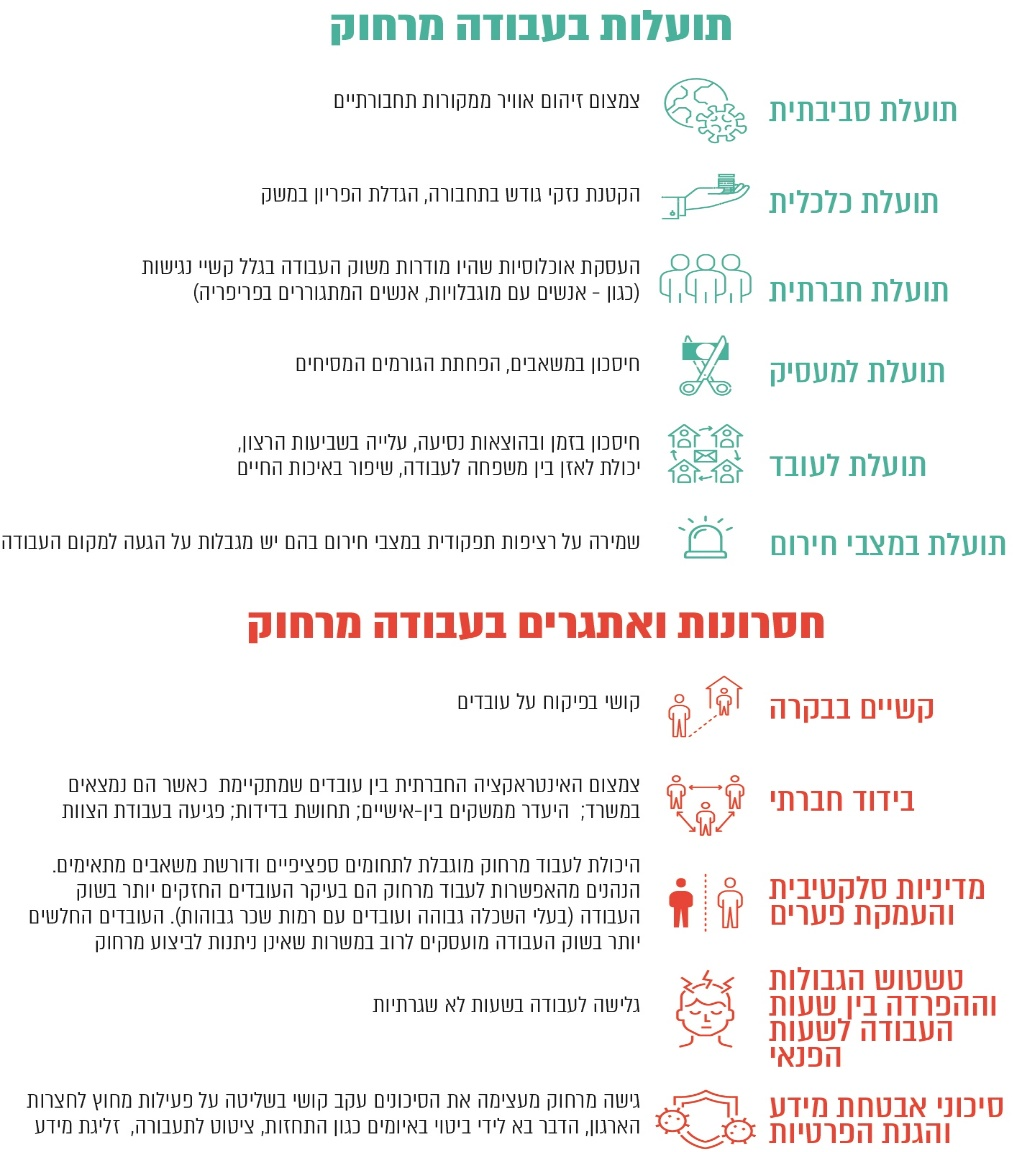 תועלות בעבודה מרחוק
תועלת סביבתית
צמצום זיהום אוויר ממקורות תחבורתיים
תועלת כלכלית
הקטנת נזקי גודש בתחבורה, הגדלת הפריון במשק
תועלת חברתית
העסקת אוכלוסיות שהיו מודרות משוק העבודה בגלל קשיי נגישות
(כגון - אנשים עם מוגבלויות, אנשים המתגוררים בפריפריה)
תועלת למעסיק
חיסכון במשאבים, הפחתת הגורמים המסיחים
תועלת לעובד
חיסכון בזמן ובהוצאות נסיעה, עלייה בשביעות הרצון,
יכולת לאזן בין משפחה לעבודה, שיפור באיכות החיים
תועלת במצבי חירום
שמירה על רציפות תפקודית במצבי חירום בהם יש מגבלות על הגעה למקום העבודה
חסרונות ואתגרים בעבודה מרחוק
קשיים בבקרה
קושי בפיקוח על עובדים
בידוד חברתי
צמצום האינטראקציה החברתית בין עובדים שמתקיימת כאשר הם נמצאים
במשרד; היעדר ממשקים בין-אישיים; תחושת בדידות; פגיעה בעבודת הצוות
מדיניות סלקטיבית
והעמקת פערים
היכולת לעבוד מרחוק מוגבלת לתחומים ספציפיים ודורשת משאבים מתאימים.
הנהנים מהאפשרות לעבוד מרחוק הם בעיקר העובדים החזקים יותר בשוק
העבודה (בעלי השכלה גבוהה ועובדים עם רמות שכר גבוהות). העובדים החלשים
יותר בשוק העבודה מועסקים לרוב במשרות שאינן ניתנות לביצוע מרחוק
טשטוש הגבולות
וההפרדה בין שעות
העבודה לשעות
הפנאי
גלישה לעבודה בשעות לא שגרתיות
סיכוני אבטחת מידע
והגנת הפרטיות
גישה מרחוק מעצימה את הסיכונים עקב קושי בשליטה על פעילות מחוץ לחצרות
הארגון, הדבר בא לידי ביטוי באיומים כגון התחזות, ציטוט לתעבורה, זליגת מידע